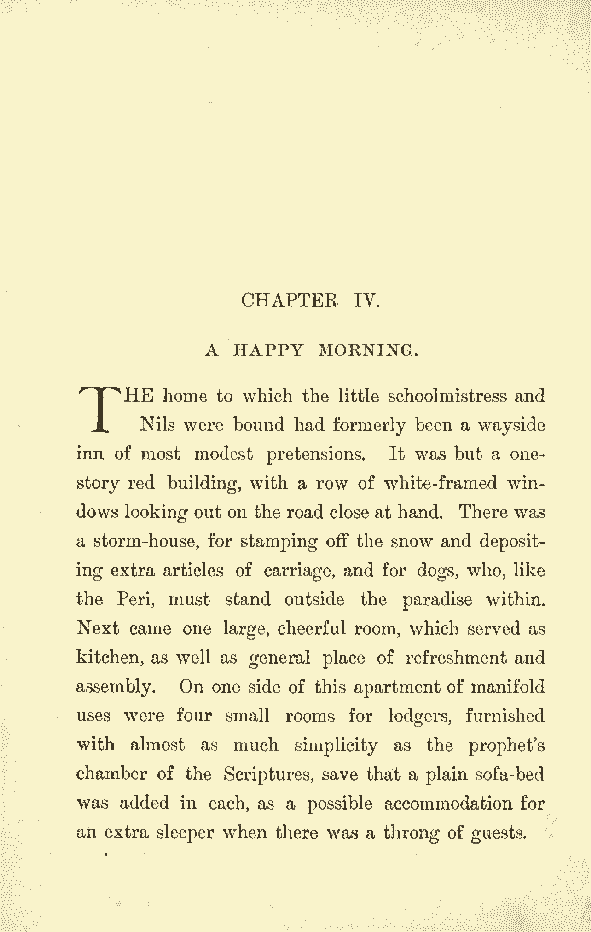 CHAPTER IV.
A HAPPY MORNING.
THE home to which the little schoolmistress and
Nils were bound had formerly been a wayside
inn of most modest pretensions. It was but a one-
story red building, with a row of white-framed win-
dows looking out on the road close at hand. There was
a storm-house, for stamping off the snow and deposit-
ing extra articles of carriage, and for dogs, who, like
the Peri, must stand outside the paradise within.
Next came one large, cheerful room, which served as
kitchen, as well as general place of refreshment and
assembly. On one side of this apartment of manifold
uses were four small rooms for lodgers, furnished
with almost as much simplicity as the prophet's
chamber of the Scriptures, save that a plain sofa-bed
was added in each, as a possible accommodation for
an extra sleeper when there was a throng of guests.